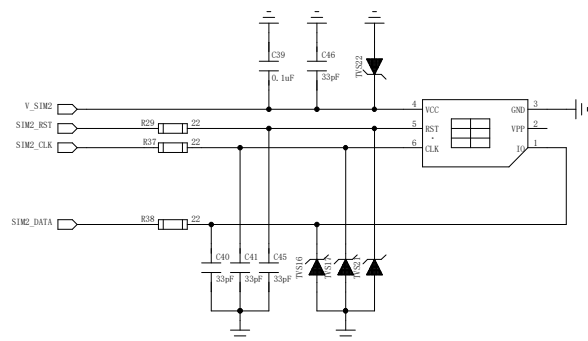 C39
0.1uF
C46
33pF
TVS22
V_SIM2
4 VCC GND 3
SIM2_RST R29 22 5 RST VPP 2
SIM2_CLK R37 22 6 CLK IO 1
SIM2_DATA R38 22
C40 C41 C45
33pF 33pF 33pF
TVS16
TVS17
TVS21